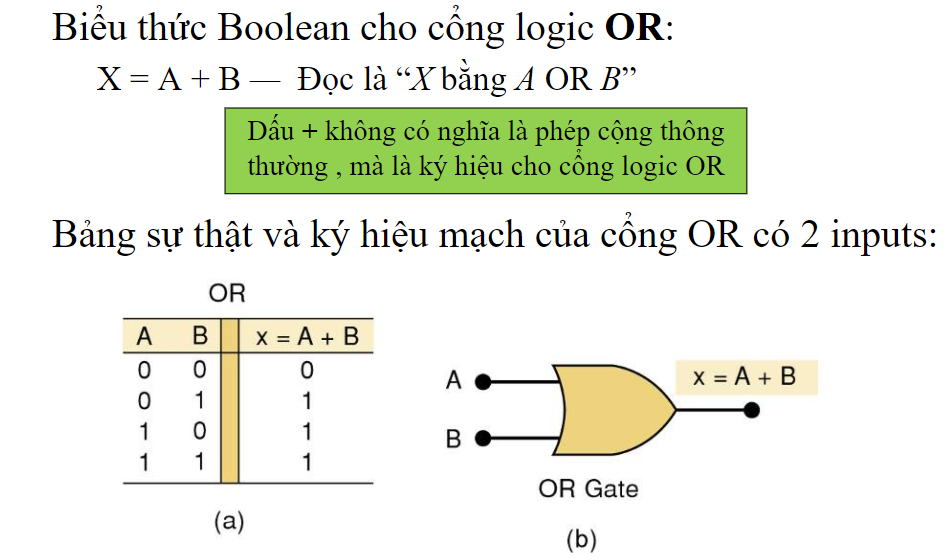 Biểu thức Boolean cho cổng logic OR:
X = A + B — Đọc là “X bằng A OR B”
Dấu + không có nghĩa là phép cộng thông
thường , mà là ký hiệu cho cổng logic OR
Bảng sự thật và ký hiệu mạch của cổng OR có 2 inputs:
OR
A B x = A + B
0 0 0
0 1 1
1 0 1
1 1 1
(a)
A
B
x = A + B
OR Gate
(b)